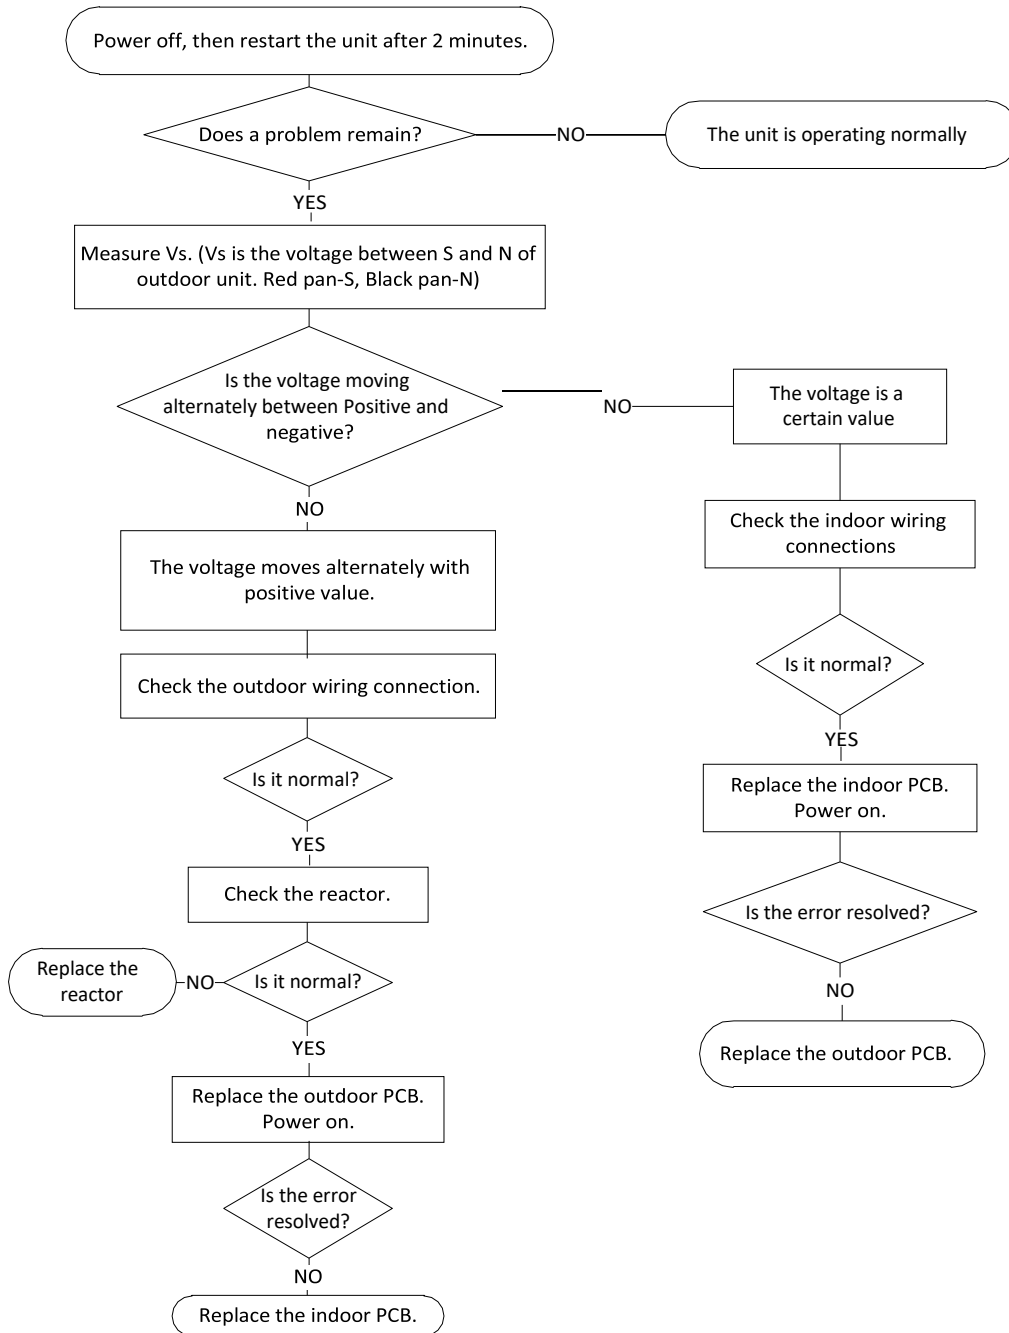 Power off, then restart the unit after 2 minutes.
Does a problem remain?
NO
The unit is operating normally
YES
Measure Vs. (Vs is the voltage between S and N of
outdoor unit. Red pan-S, Black pan-N)
Is the voltage moving
alternately between Positive and
negative?
NO
The voltage is a
certain value
NO
The voltage moves alternately with
positive value.
Check the outdoor wiring connection.
Is it normal?
YES
Check the reactor.
Is it normal?
NO
Replace the
reactor
YES
Replace the outdoor PCB.
Power on.
Is the error
resolved?
NO
Replace the indoor PCB.
Check the indoor wiring
connections
Is it normal?
YES
Replace the indoor PCB.
Power on.
Is the error resolved?
NO
Replace the outdoor PCB.